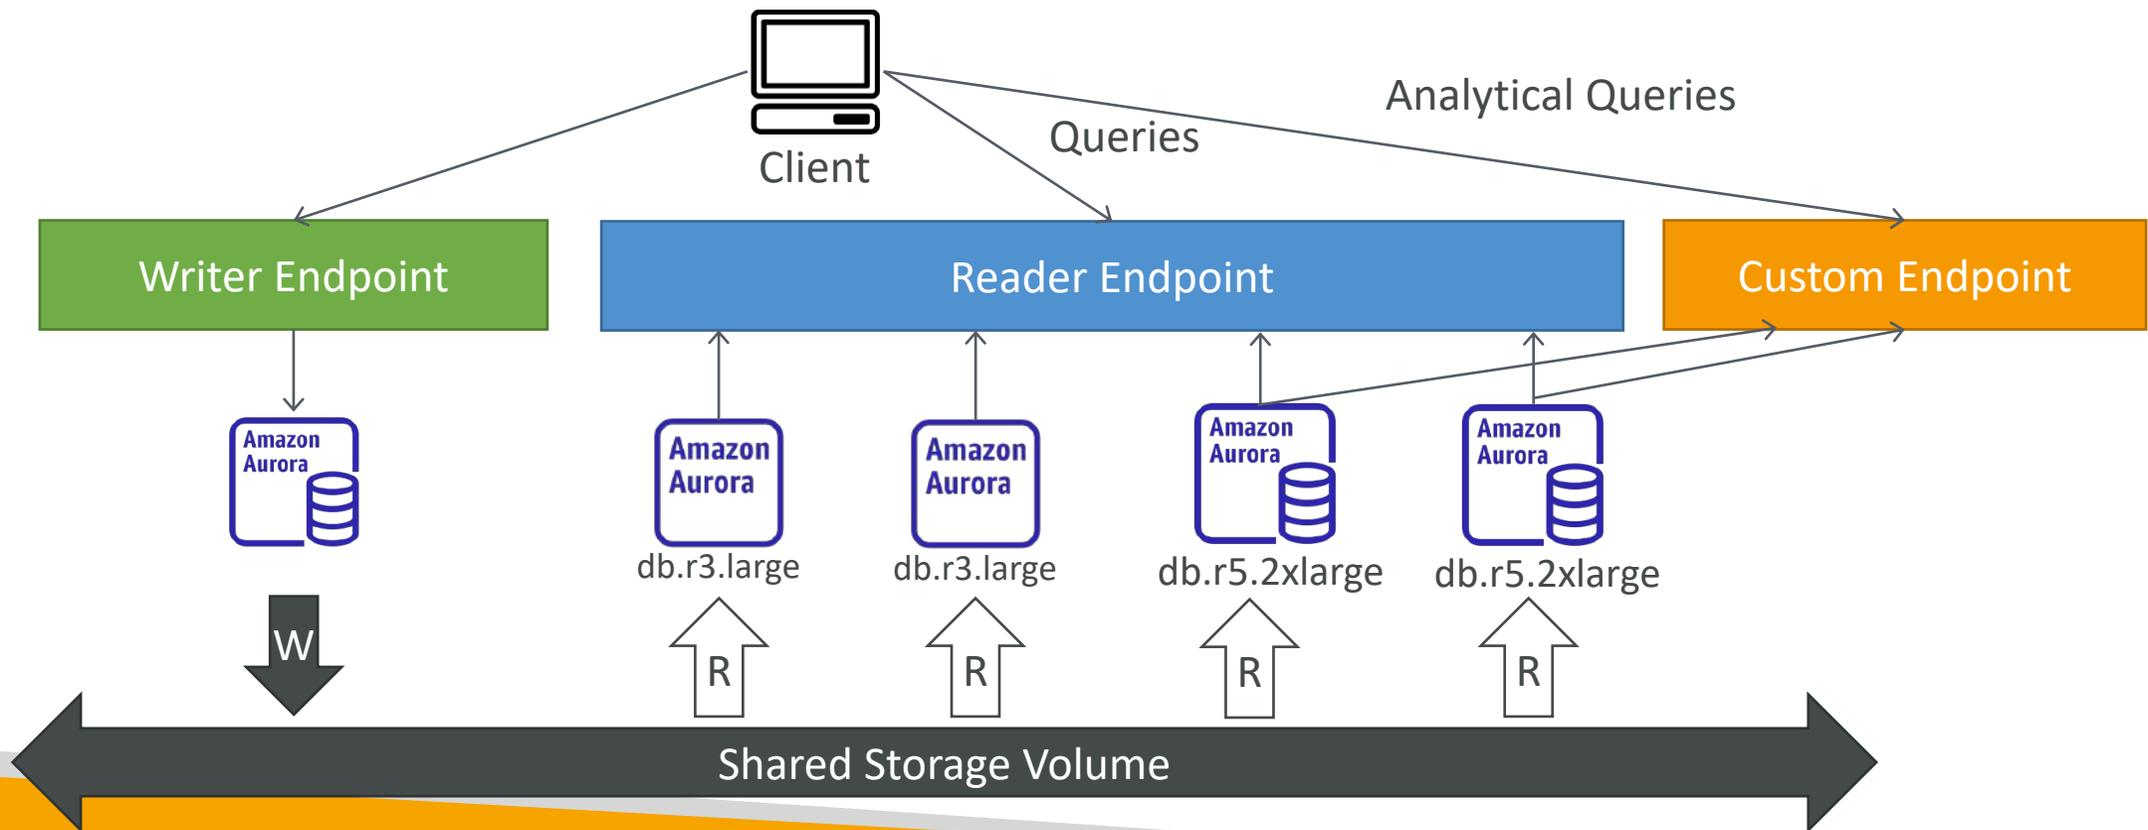 Client
Queries
Analytical Queries
Writer Endpoint
Reader Endpoint
Custom Endpoint
Amazon
Aurora
Amazon
Aurora
db.r3.large
Amazon
Aurora
db.r3.large
Amazon
Aurora
db.r5.2xlarge
Amazon
Aurora
db.r5.2xlarge
W
R
R
R
R
Shared Storage Volume